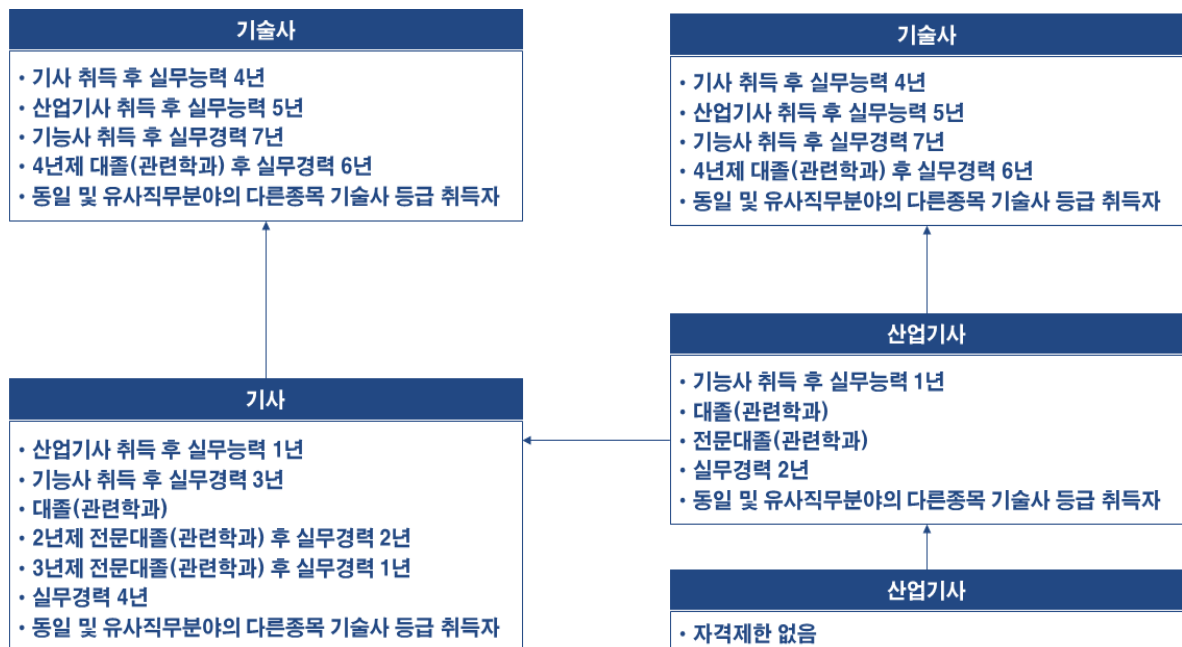 기술사
• 기사 취득 후 실무능력 4년
• 산업기사 취득 후 실무능력 5년
• 기능사 취득 후 실무경력 7년
• 4년제 대졸(관련학과) 후 실무경력 6년
• 동일 및 유사직무분야의 다른종목 기술사 등급 취득자
기술사
• 기사 취득 후 실무능력 4년
• 산업기사 취득 후 실무능력 5년
• 기능사 취득 후 실무경력 7년
• 4년제 대졸(관련학과) 후 실무경력 6년
• 동일 및 유사직무분야의 다른종목 기술사 등급 취득자
기사
• 산업기사 취득 후 실무능력 1년
• 기능사 취득 후 실무경력 3년
• 대졸(관련학과)
• 2년제 전문대졸(관련학과) 후 실무경력 2년
• 3년제 전문대졸(관련학과) 후 실무경력 1년
• 실무경력 4년
• 동일 및 유사직무분야의 다른종목 기술사 등급 취득자
산업기사
• 기능사 취득 후 실무능력 1년
• 대졸(관련학과)
• 전문대졸(관련학과)
• 실무경력 2년
• 동일 및 유사직무분야의 다른종목 기술사 등급 취득자
산업기사
• 자격제한 없음